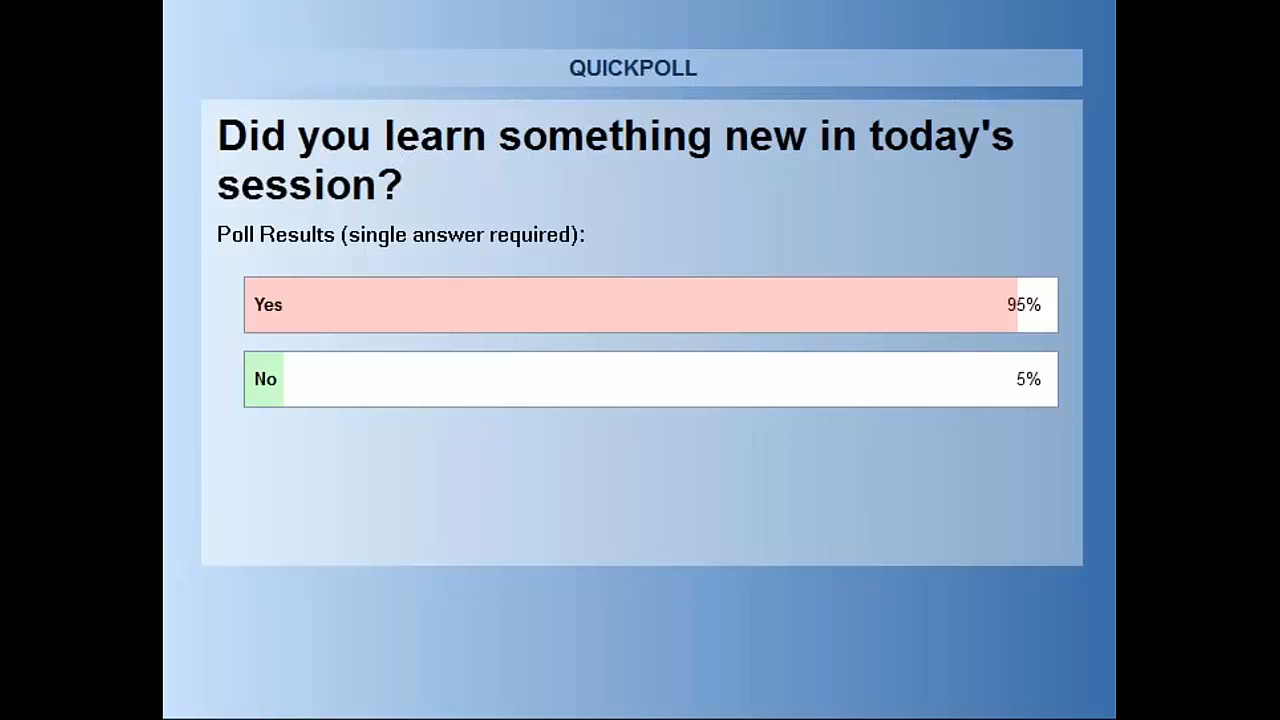 QUICKPOLL
Did you learn something new in today's
session?
Poll Results (single answer required):
Yes 95%
No 5%